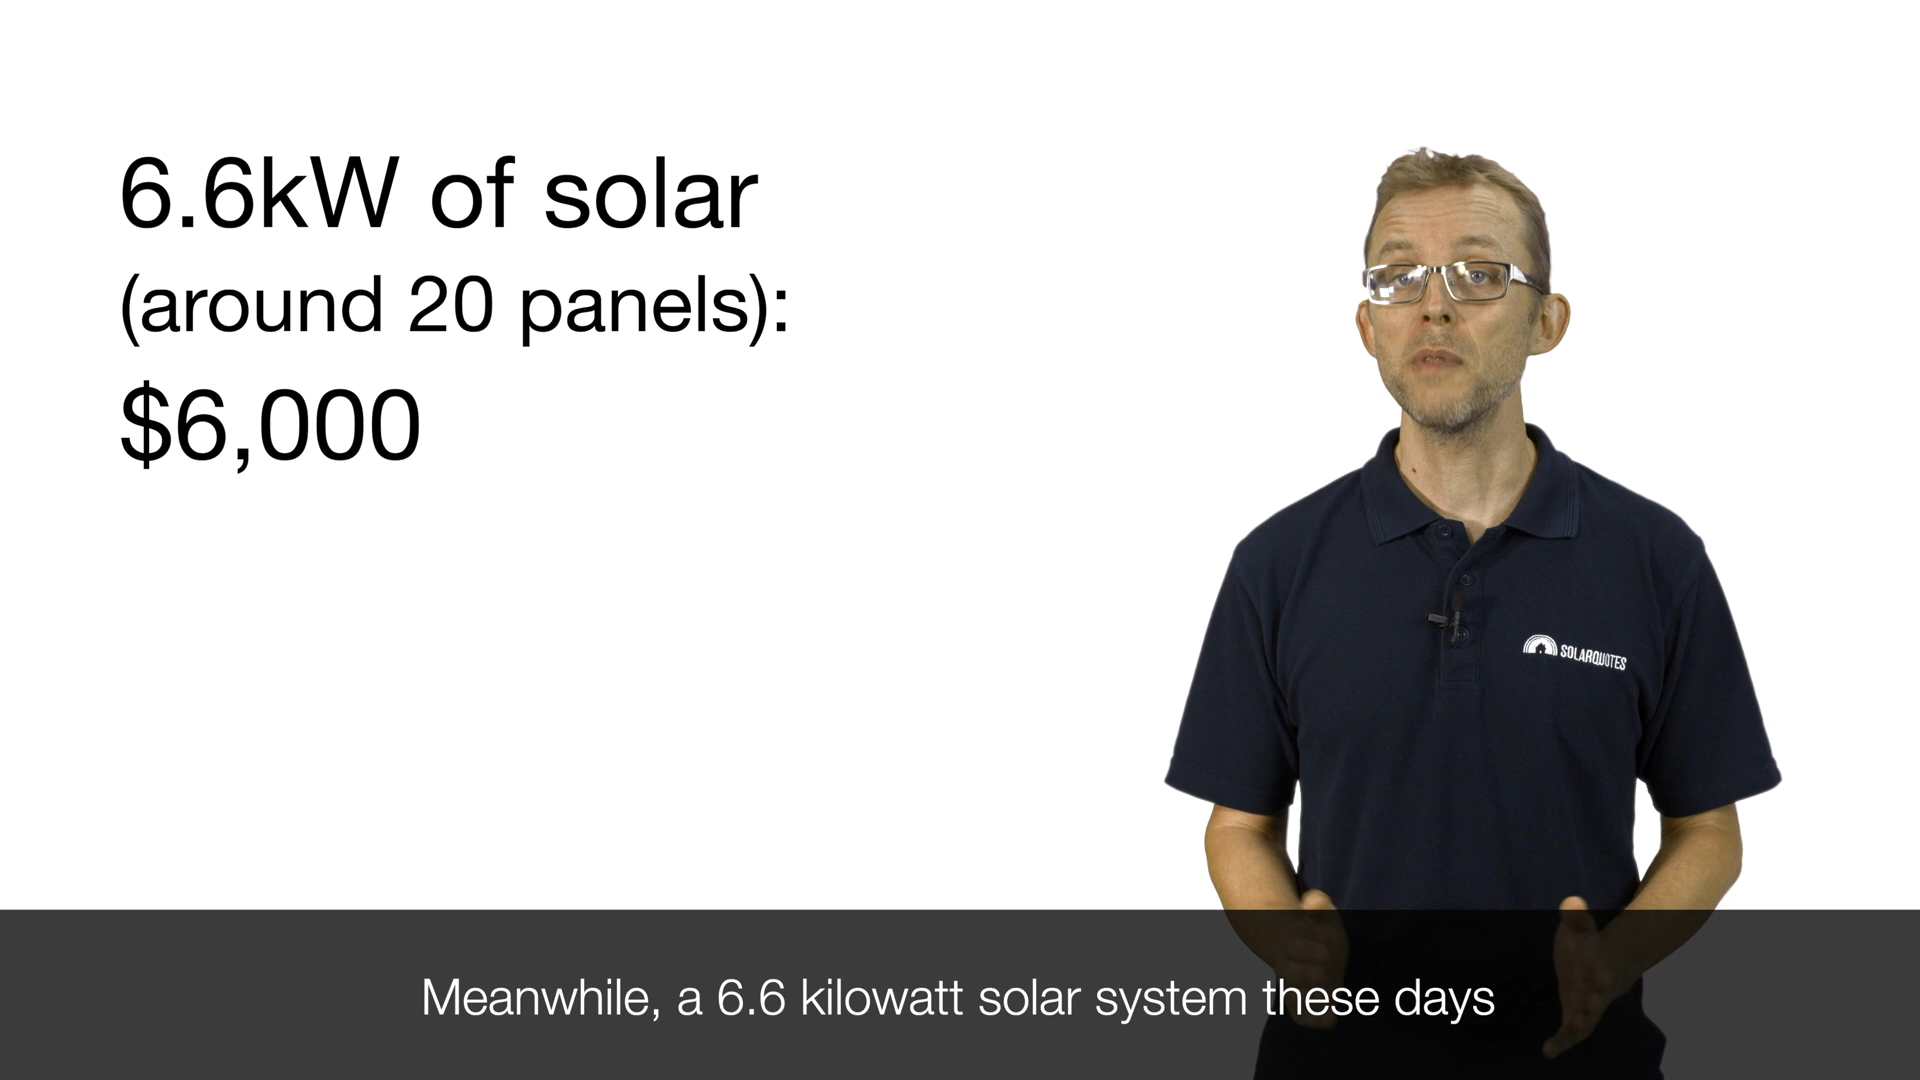 6.6kW of solar
(around 20 panels):
$6,000
SOLARQUOTES
Meanwhile, a 6.6 kilowatt solar system these days